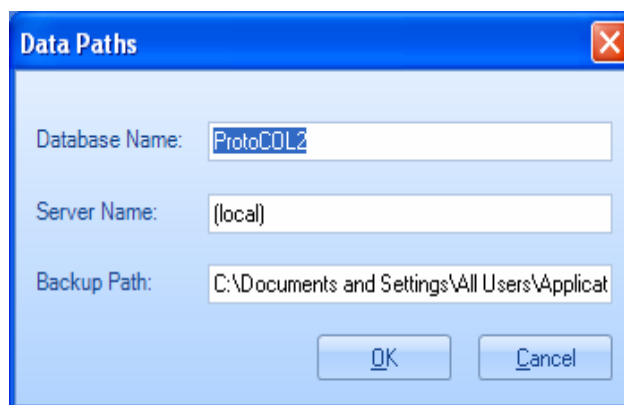 Data Paths
Database Name: ProtoCOL2
Server Name: (local)
Backup Path: C:\Documents and Settings\All Users\Applicat
OK Cancel